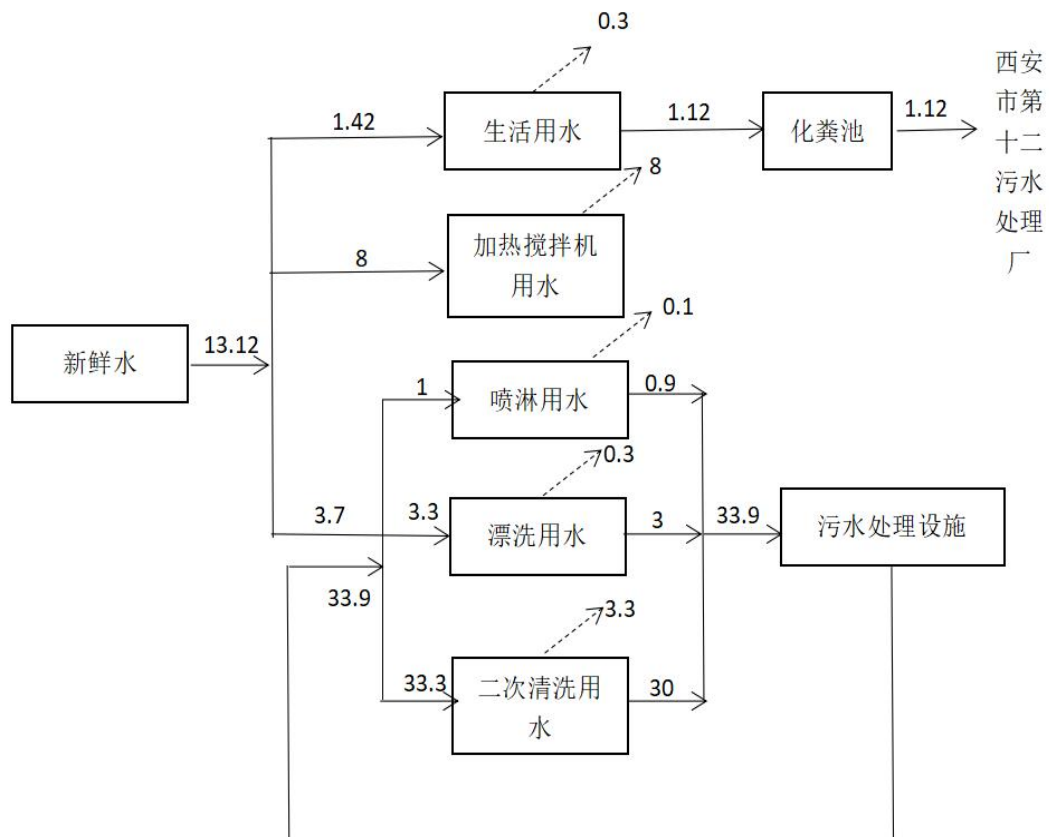 0.3
1.42
生活用水
1.12
化粪池
1.12
西安
市第
十二
污水
处理
厂
8
8
加热搅拌机
用水
0.1
新鲜水
13.12
1
喷淋用水
0.9
0.3
3.7
3.3
漂洗用水
3
33.9
污水处理设施
33.9
3.3
33.3
二次清洗用
水
30